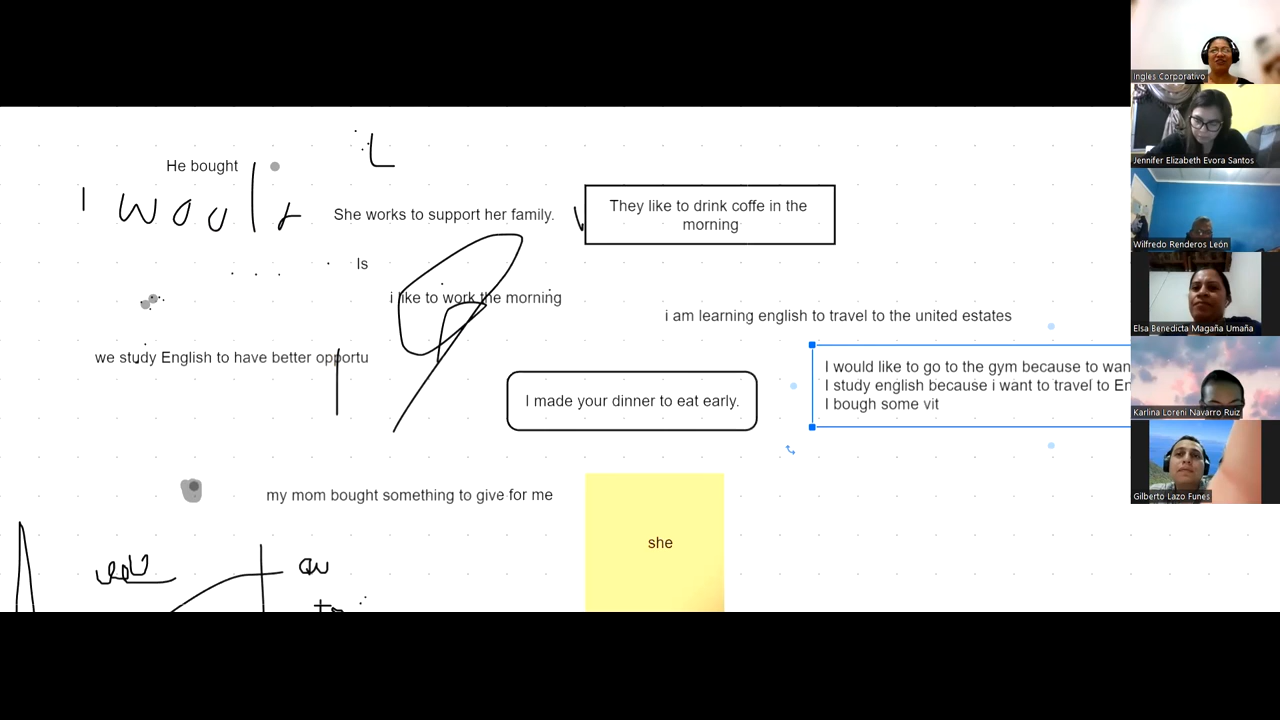 He bought
I would
She works to support her family.
They like to drink coffe in the
morning
Is
i like to work the morning
i am learning english to travel to the united estates
we study English to have better opportu
I would like to go to the gym because to wan
I study english because i want to travel to En
I bough some vit
I made your dinner to eat early.
my mom bought something to give for me
she
Ingles Corporativo
Jennifer Elizabeth Evora Santos
Wilfredo Renderos León
Elsa Benedicta Magaña Umaña
Karlina Loreni Navarro Ruiz
Gilberto Lazo Funes